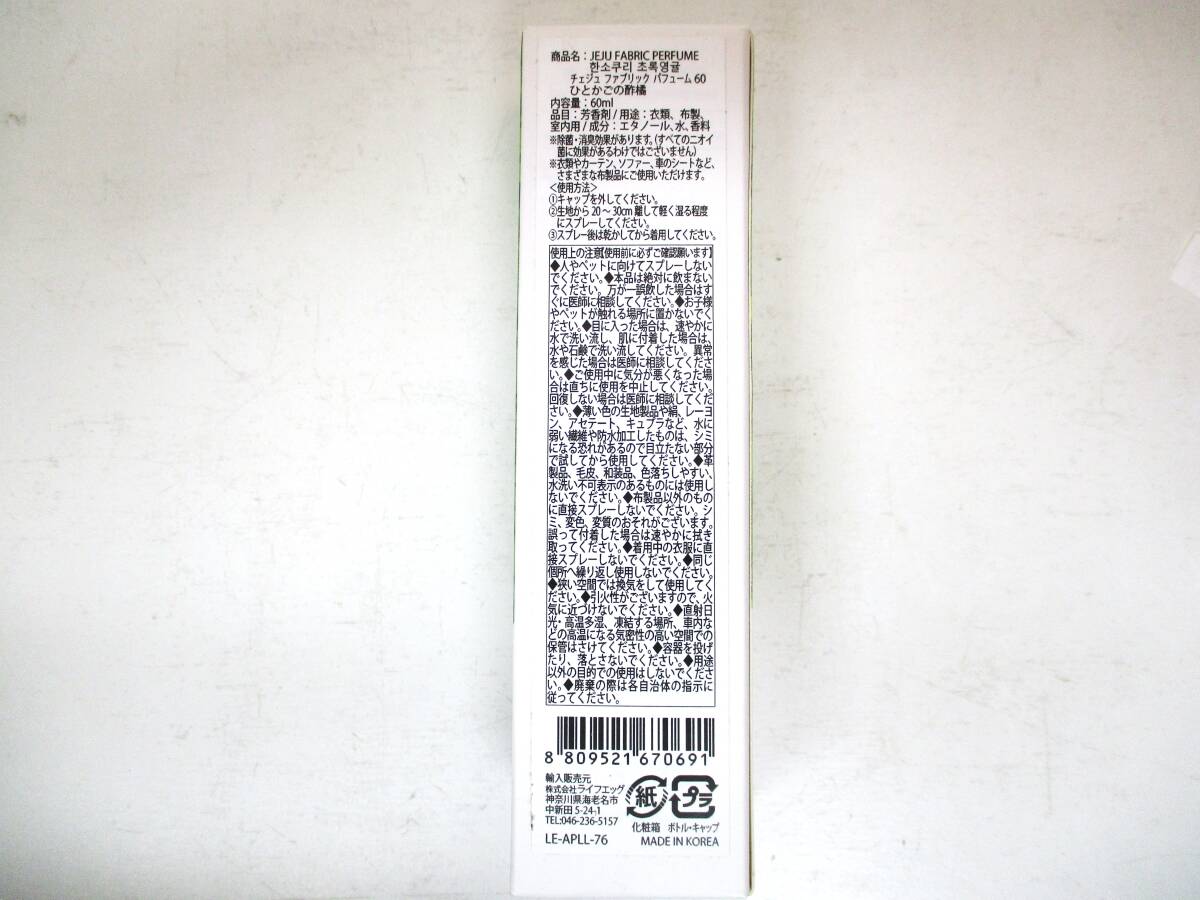 商品名：JEJU FABRIC PERFUME
한소쿠리 초록영귤
チェジュ ファブリック パフューム 60
ひとかごの酢橘
内容量：60ml
品目：芳香剤 / 用途：衣類、布製、
室内用 / 成分：エタノール、水、香料
※除菌・消臭効果があります。(すべてのニオイ
菌に効果があるわけではございません)
※衣類やカーテン、ソファー、車のシートなど、
さまざまな布製品にご使用いただけます。
＜使用方法＞
①キャップを外してください。
②生地から 20 ～ 30cm 離して軽く湿る程度
にスプレーしてください。
③スプレー後は乾かしてから着用してください。
使用上の注意【使用前に必ずご確認願います】
◆人やペットに向けてスプレーしない
でください。◆本品は絶対に飲まない
でください。万が一誤飲した場合はす
ぐに医師に相談してください。◆お子様
やペットが触れる場所に置かないでく
ださい。◆目に入った場合は、速やかに
水で洗い流し、肌に付着した場合は、
水や石鹸で洗い流してください。異常
を感じた場合は医師に相談してくださ
い。◆ご使用中に気分が悪くなった場
合は直ちに使用を中止してください。
回復しない場合は医師に相談してくだ
さい。◆薄い色の生地製品や絹、レーヨ
ン、アセテート、キュプラなど、水に
弱い繊維や防水加工したものは、シミ
になる恐れがあるので目立たない部分
で試してから使用してください。◆革
製品、毛皮、和装品、色落ちしやすい、
水洗い不可表示のあるものには使用し
ないでください。◆布製品以外のもの
に直接スプレーしないでください。シ
ミ、変色、変質のおそれがございます。
誤って付着した場合は速やかに拭き
取ってください。◆着用中の衣服に直
接スプレーしないでください。◆同じ
個所へ繰り返し使用しないでください。
◆狭い空間では換気をして使用してく
ださい。◆引火性がございますので、火
気に近づけないでください。◆直射日
光・高温多湿、凍結する場所、車内な
どの高温になる気密性の高い空間での
保管はさけてください。◆容器を投げ
たり、落とさないでください。◆用途
以外の目的での使用はしないでくださ
い。◆廃棄の際は各自治体の指示に
従ってください。
8 809521 670691
輸入販売元
株式会社ライフエッグ
神奈川県海老名市
中新田 5-24-1
TEL:046-236-5157
紙
プラ
化粧箱 ボトル・キャップ
LE-APLL-76 MADE IN KOREA